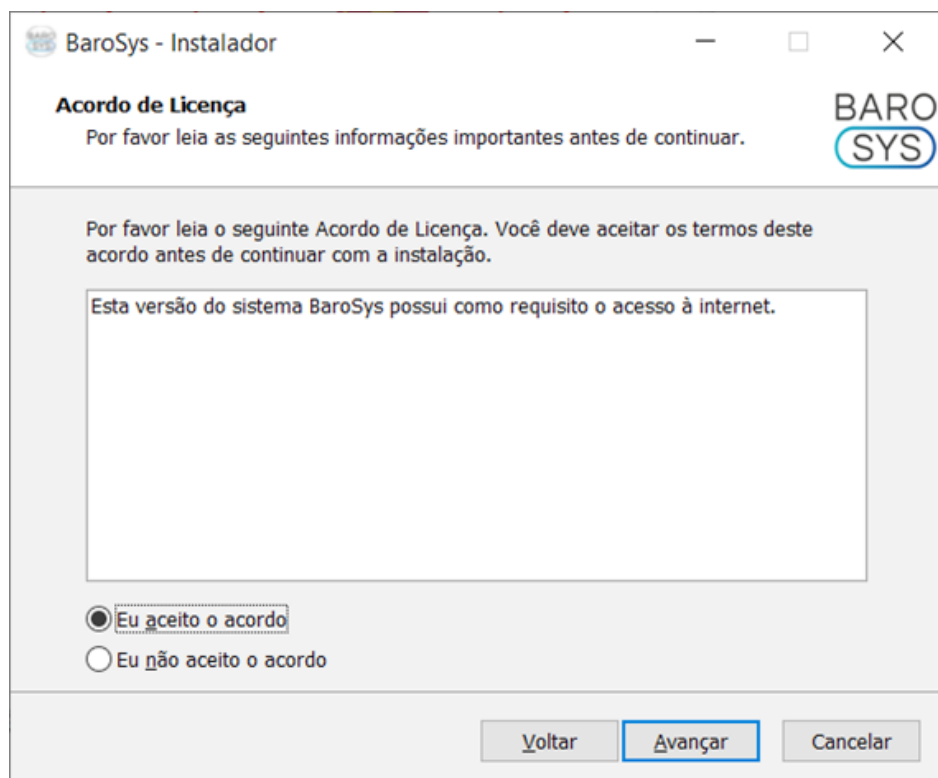 BaroSys - Instalador
Acordo de Licença
Por favor leia as seguintes informações importantes antes de continuar.
BARO
SYS
Por favor leia o seguinte Acordo de Licença. Você deve aceitar os termos deste
acordo antes de continuar com a instalação.
Esta versão do sistema BaroSys possui como requisito o acesso à internet.
Eu aceito o acordo
Eu não aceito o acordo
Voltar
Avançar
Cancelar